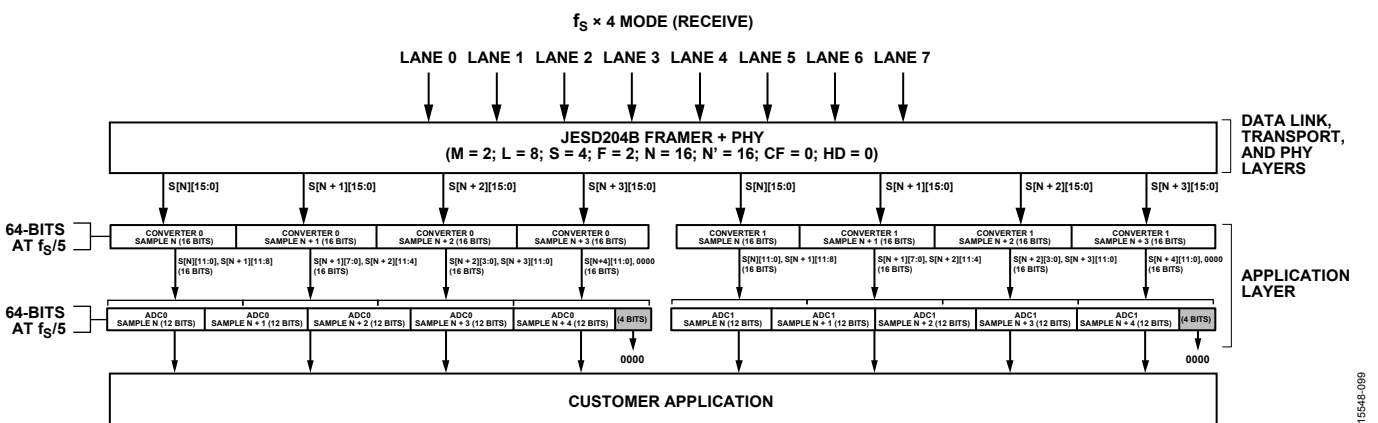 fS × 4 MODE (RECEIVE)
LANE 0 LANE 1 LANE 2 LANE 3 LANE 4 LANE 5 LANE 6 LANE 7
JESD204B FRAMER + PHY
(M = 2; L = 8; S = 4; F = 2; N = 16; N' = 16; CF = 0; HD = 0)
DATA LINK,
TRANSPORT,
AND PHY
LAYERS
S[N][15:0] S[N + 1][15:0] S[N + 2][15:0] S[N + 3][15:0] S[N][15:0] S[N + 1][15:0] S[N + 2][15:0] S[N + 3][15:0]
64-BITS
AT fS/5
CONVERTER 0 CONVERTER 0 CONVERTER 0 CONVERTER 0 CONVERTER 1 CONVERTER 1 CONVERTER 1 CONVERTER 1
SAMPLE N (16 BITS) SAMPLE N + 1 (16 BITS) SAMPLE N + 2 (16 BITS) SAMPLE N + 3 (16 BITS) SAMPLE N (16 BITS) SAMPLE N + 1 (16 BITS) SAMPLE N + 2 (16 BITS) SAMPLE N + 3 (16 BITS)
S[N][11:0], S[N + 1][11:8] S[N + 1][7:0], S[N + 2][11:4] S[N + 2][3:0], S[N + 3][11:0] S[N+4][11:0], 0000 S[N][11:0], S[N + 1][11:8] S[N + 1][7:0], S[N + 2][11:4] S[N + 2][3:0], S[N + 3][11:0] S[N + 4][11:0], 0000
(16 BITS) (16 BITS) (16 BITS) (16 BITS) (16 BITS) (16 BITS) (16 BITS) (16 BITS)
APPLICATION
LAYER
64-BITS
AT fS/5
ADC0 ADC0 ADC0 ADC0 ADC0 ADC1 ADC1 ADC1 ADC1 ADC1
SAMPLE N (12 BITS) SAMPLE N + 1 (12 BITS) SAMPLE N + 2 (12 BITS) SAMPLE N + 3 (12 BITS) SAMPLE N + 4 (12 BITS) (4 BITS) SAMPLE N (12 BITS) SAMPLE N + 1 (12 BITS) SAMPLE N + 2 (12 BITS) SAMPLE N + 3 (12 BITS) SAMPLE N + 4 (12 BITS) (4 BITS)
0000 0000
CUSTOMER APPLICATION
15548-099